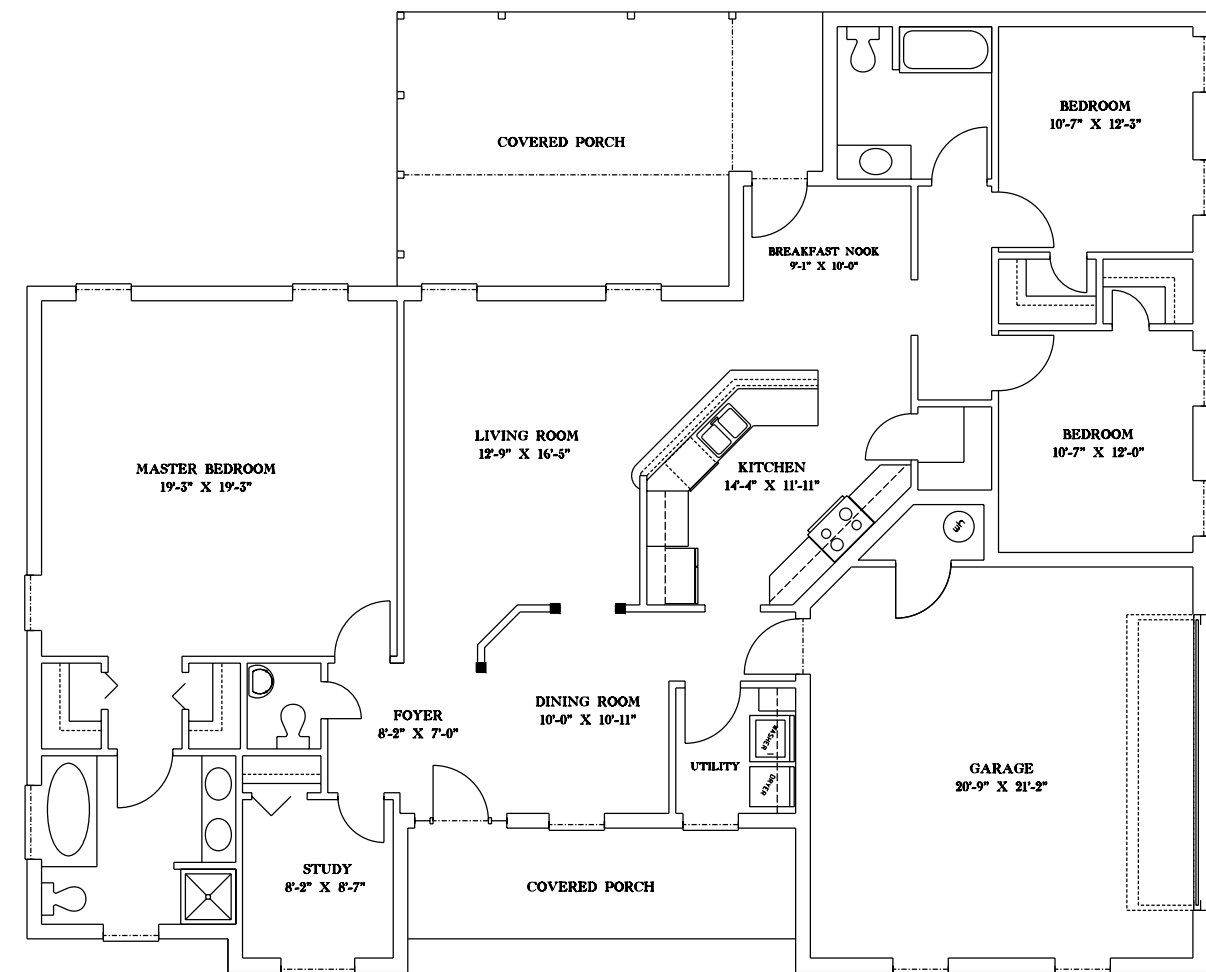 BEDROOM
10'-7" X 12'-3"
COVERED PORCH
BREAKFAST NOOK
9'-1" X 10'-0"
LIVING ROOM
12'-9" X 16'-5"
BEDROOM
10'-7" X 12'-0"
MASTER BEDROOM
19'-3" X 19'-3"
KITCHEN
14'-4" X 11'-11"
DINING ROOM
10'-0" X 10'-11"
FOYER
8'-2" X 7'-0"
WASHER
UTILITY
DRYER
GARAGE
20'-9" X 21'-2"
STUDY
8'-2" X 8'-7"
COVERED PORCH